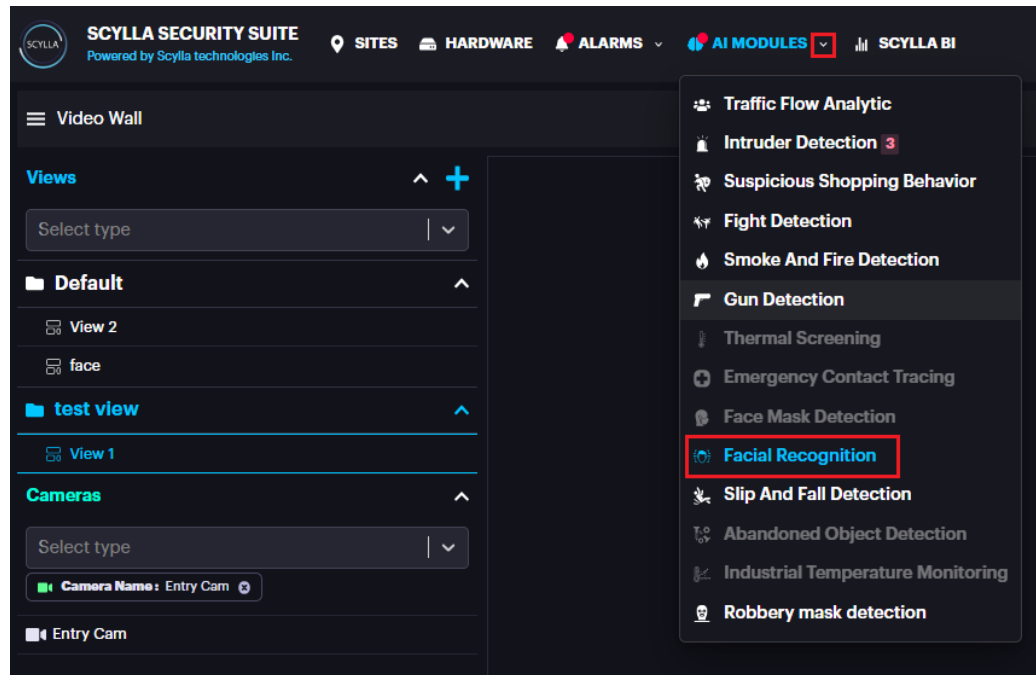 SCYLLA
SCYLLA SECURITY SUITE
Powered by Scylla technologies Inc.
SITES
HARDWARE
ALARMS
AI MODULES
SCYLLA BI
Video Wall
Views
Select type
Default
View 2
face
test view
View 1
Cameras
Select type
Camera Name: Entry Cam
Entry Cam
Traffic Flow Analytic
Intruder Detection 3
Suspicious Shopping Behavior
Fight Detection
Smoke And Fire Detection
Gun Detection
Thermal Screening
Emergency Contact Tracing
Face Mask Detection
Facial Recognition
Slip And Fall Detection
Abandoned Object Detection
Industrial Temperature Monitoring
Robbery mask detection